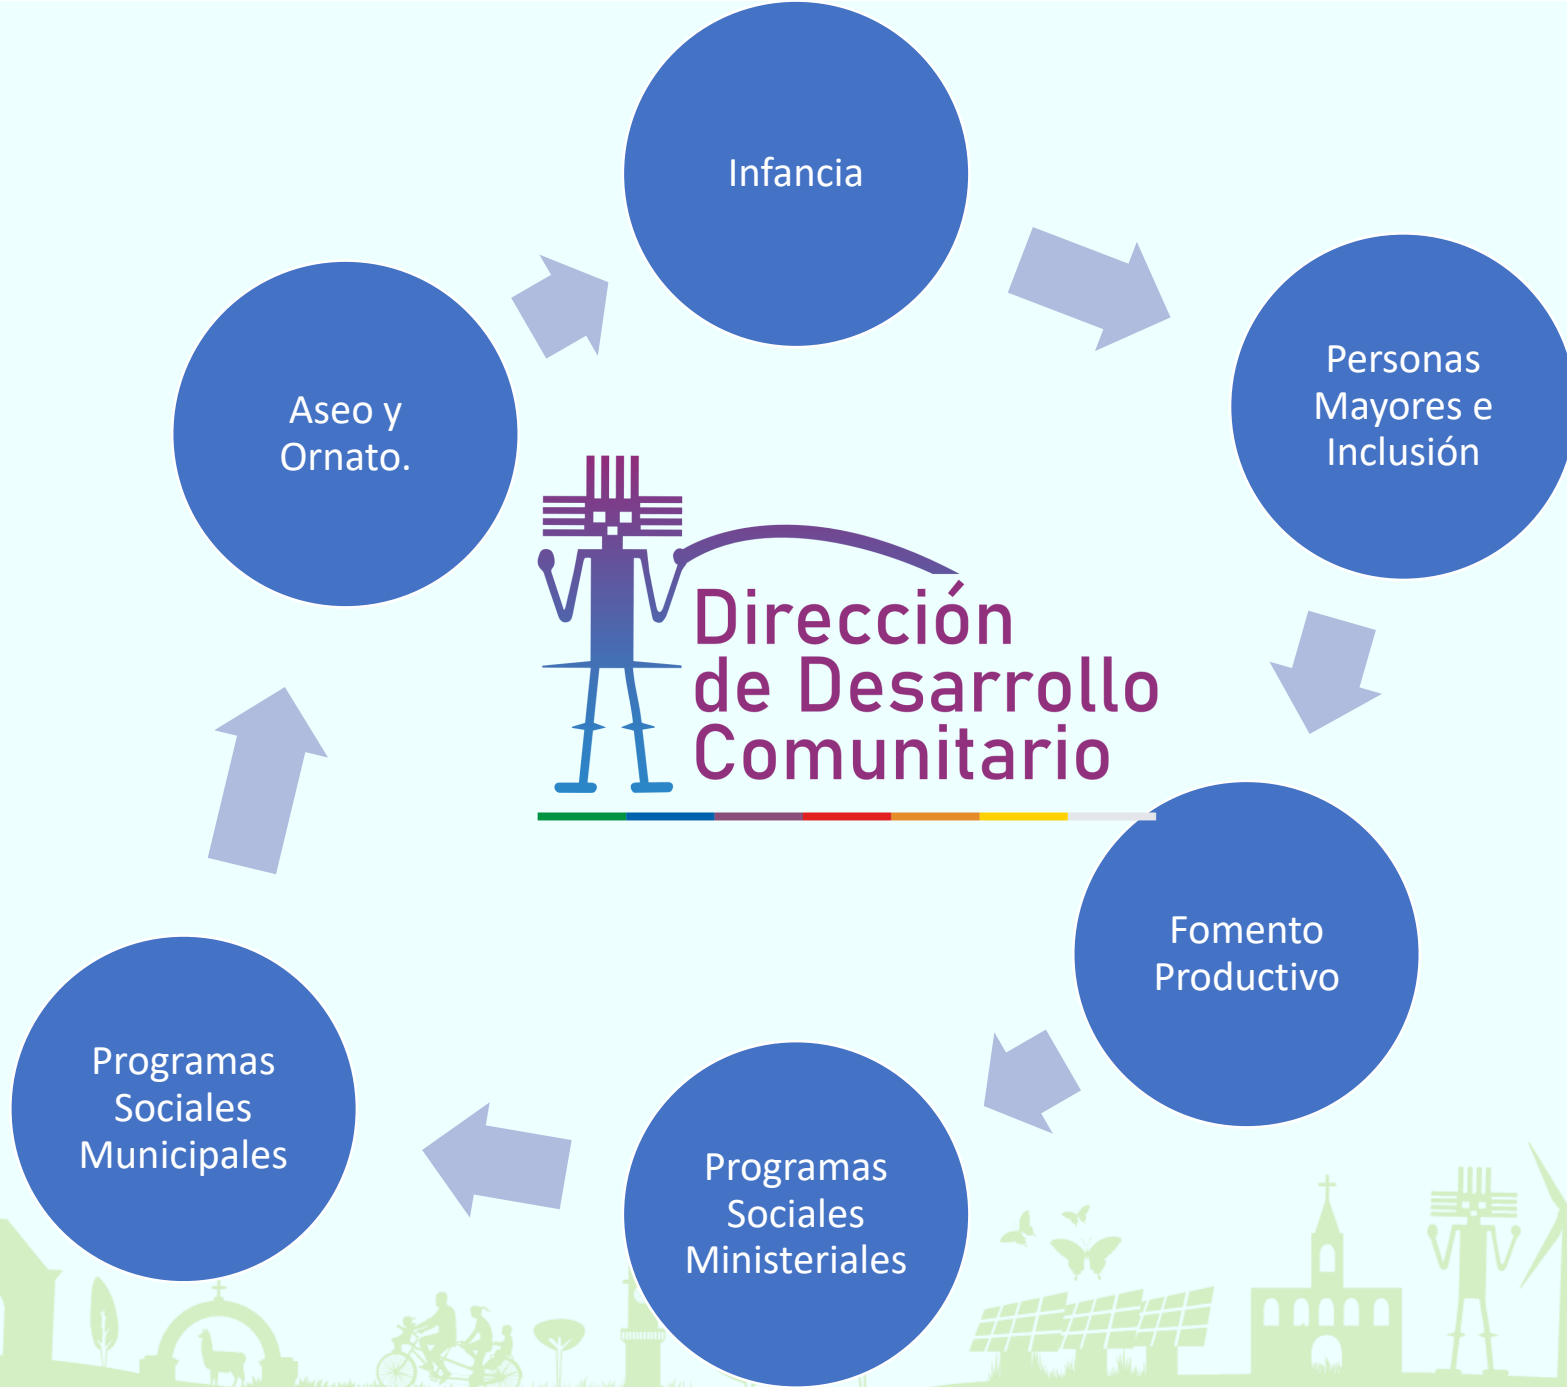 Infancia
Personas
Mayores e
Inclusión
Aseo y
Ornato.
Dirección
de Desarrollo
Comunitario
Fomento
Productivo
Programas
Sociales
Ministeriales
Programas
Sociales
Municipales